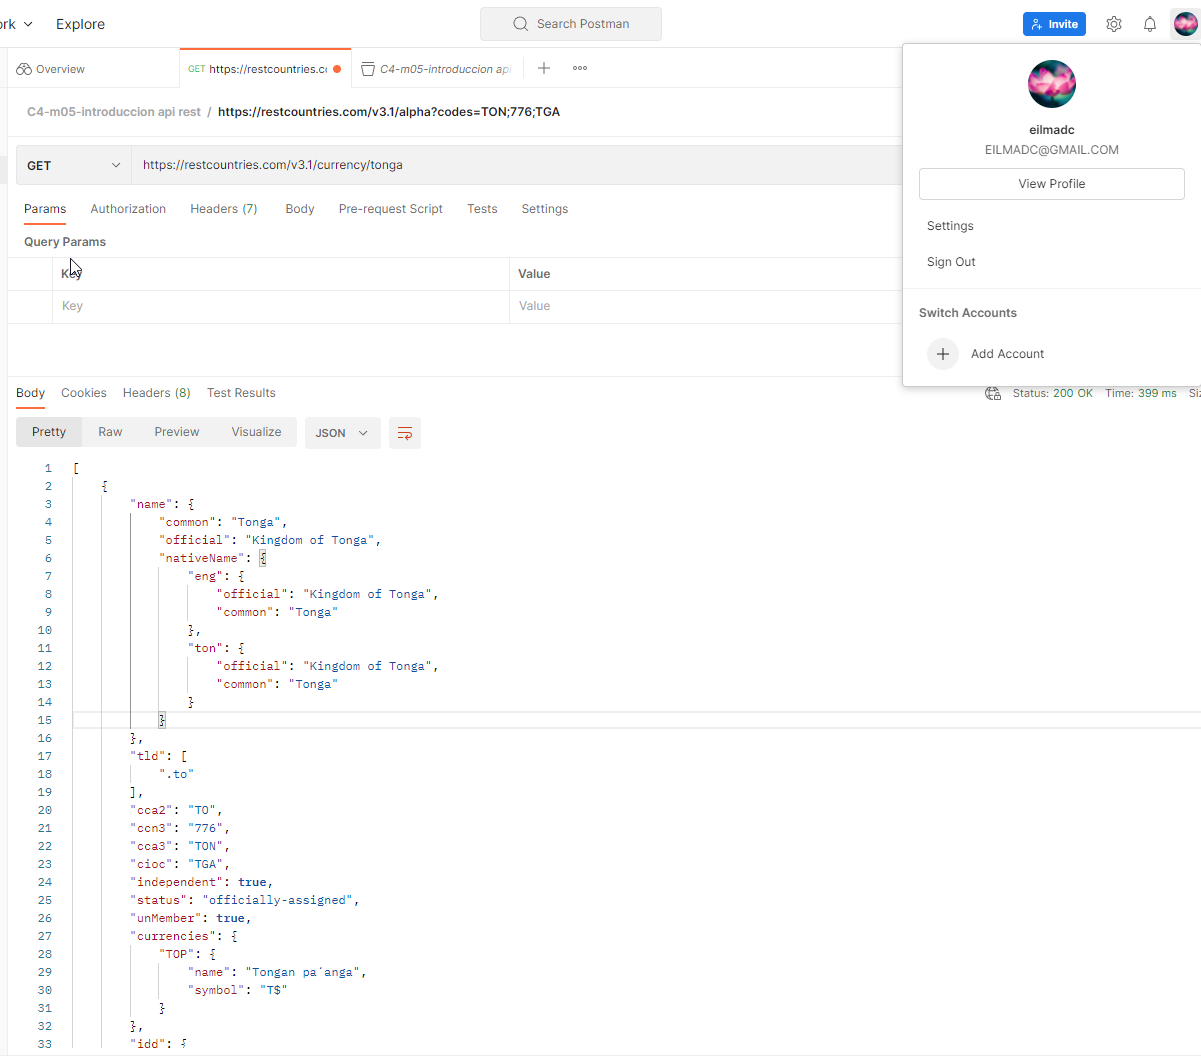 ork Explore Search Postman Invite
Overview GET https://restcountries.cc C4-m05-introduccion api
C4-m05-introduccion api rest / https://restcountries.com/v3.1/alpha?codes=TON;776;TGA
GET https://restcountries.com/v3.1/currency/tonga
Params Authorization Headers (7) Body Pre-request Script Tests Settings
Query Params
Key Value
Key Value
eilmadc
EILMADC@GMAIL.COM
View Profile
Settings
Sign Out
Switch Accounts
Add Account
Body Cookies Headers (8) Test Results Status: 200 OK Time: 399 ms Siz
Pretty Raw Preview Visualize JSON
1 [
2 {
3 "name": {
4 "common": "Tonga",
5 "official": "Kingdom of Tonga",
6 "nativeName": {
7 "eng": {
8 "official": "Kingdom of Tonga",
9 "common": "Tonga"
10 },
11 "ton": {
12 "official": "Kingdom of Tonga",
13 "common": "Tonga"
14 }
15 }
16 },
17 "tld": [
18 ".to"
19 ],
20 "cca2": "TO",
21 "ccn3": "776",
22 "cca3": "TON",
23 "cioc": "TGA",
24 "independent": true,
25 "status": "officially-assigned",
26 "unMember": true,
27 "currencies": {
28 "TOP": {
29 "name": "Tongan paʻanga",
30 "symbol": "T$"
31 }
32 },
33 "idd": {